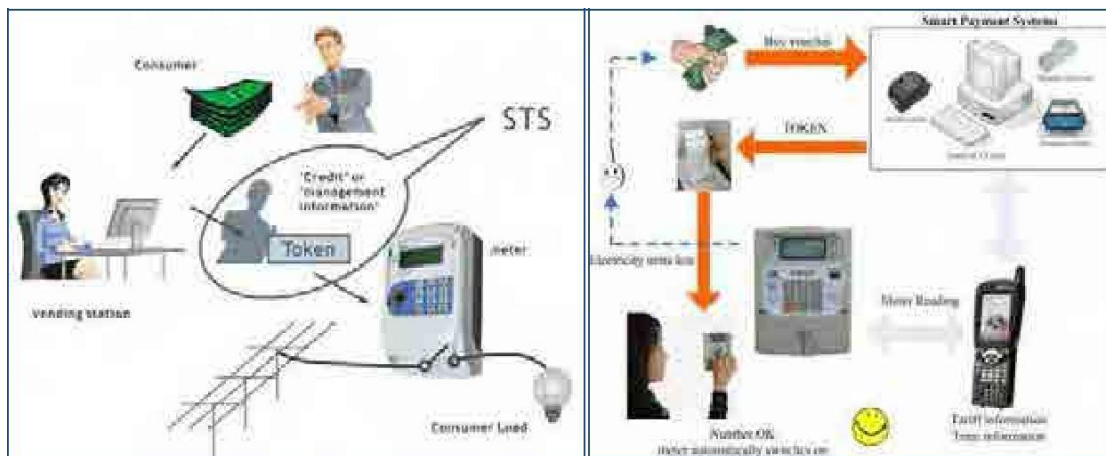 Consumer
STS
'Credit' or
'management
information'
Token
meter
Vending station
Consumer Load
Smart Payment Systems
Buy voucher
TOKEN
Electricity units low
Meter Reading
Number OK
meter automatically switches on
Tariff information
Time information